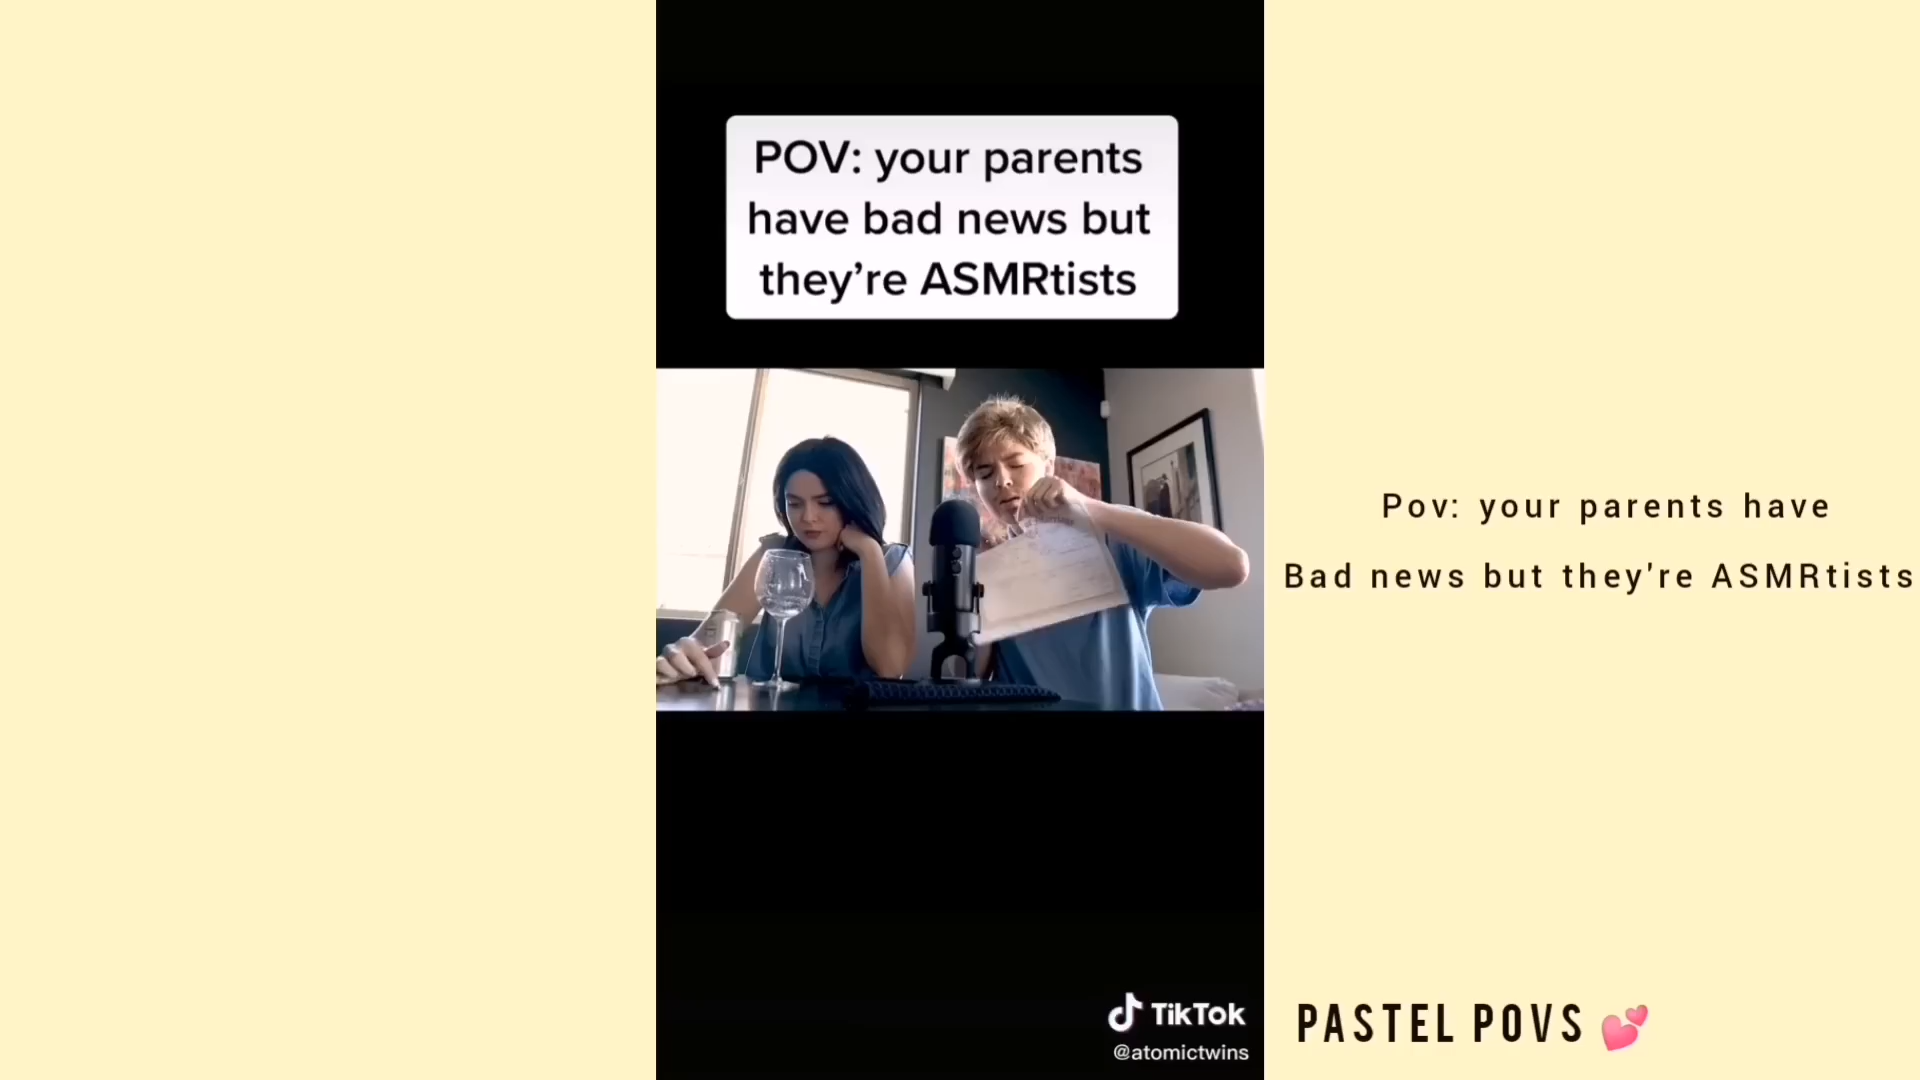 POV: your parents
have bad news but
they’re ASMRtists
Pov: your parents have
Bad news but they're ASMRtists
TikTok
@atomictwins
PASTEL POVS 💕